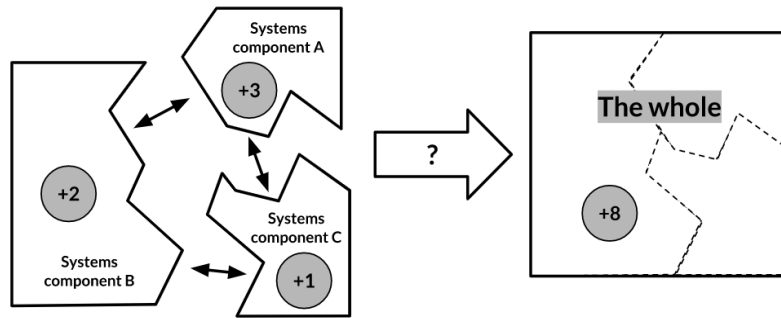 Systems
component A
+3
+2
Systems
component B
Systems
component C
+1
?
The whole
+8